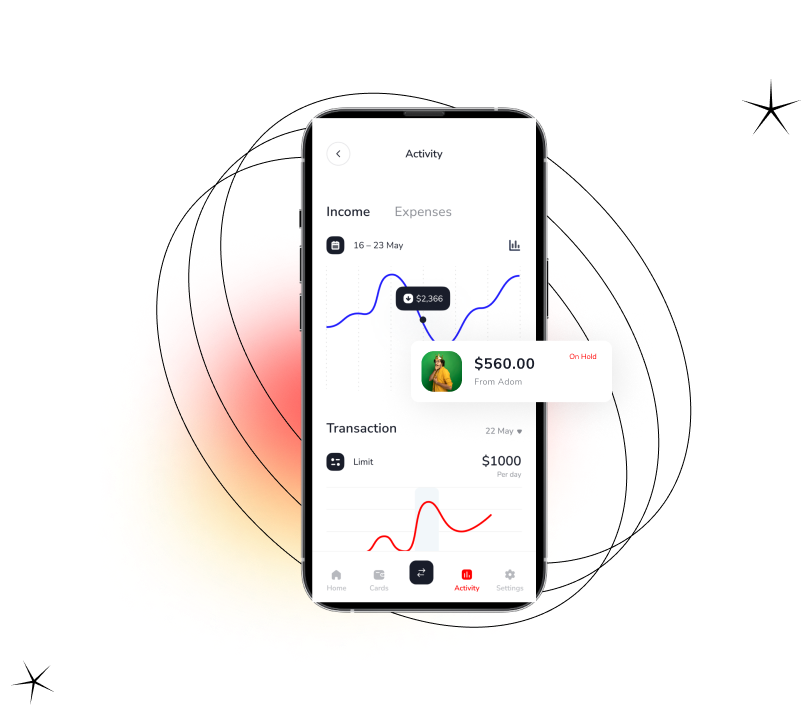 Activity
Income Expenses
16 – 23 May
$2,366
$560.00 On Hold
From Adom
Transaction 22 May
Limit $1000
Per day
Home Cards Activity Settings